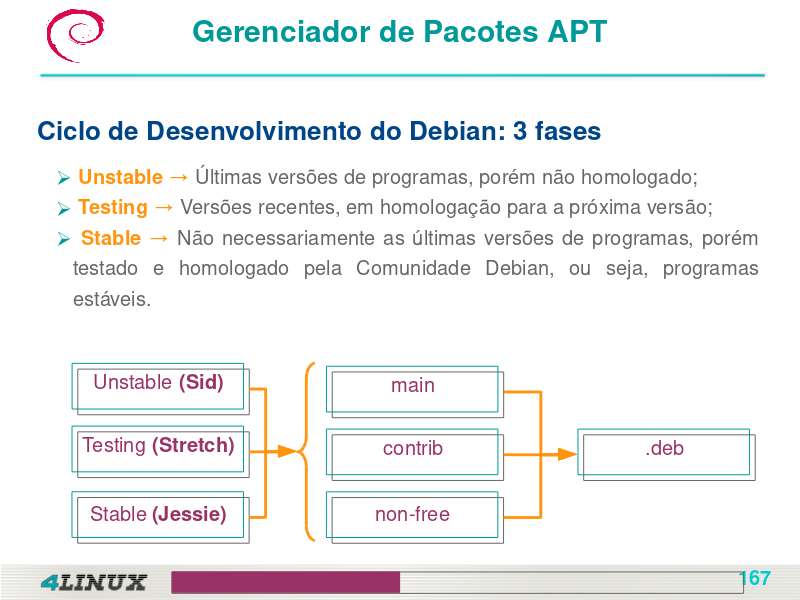 Gerenciador de Pacotes APT
Ciclo de Desenvolvimento do Debian: 3 fases
➢ Unstable → Últimas versões de programas, porém não homologado;
➢ Testing → Versões recentes, em homologação para a próxima versão;
➢ Stable → Não necessariamente as últimas versões de programas, porém
testado e homologado pela Comunidade Debian, ou seja, programas
estáveis.
Unstable (Sid)
main
Testing (Stretch)
contrib
.deb
Stable (Jessie)
non-free
4LINUX
167